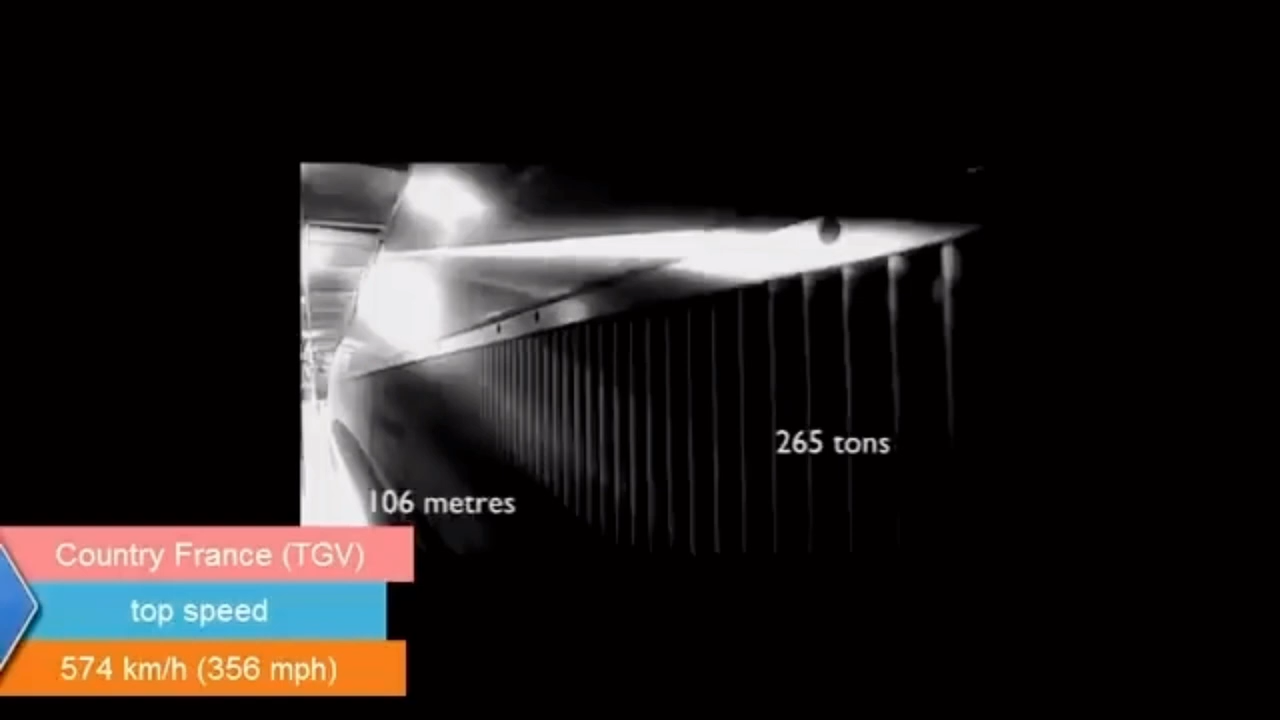 265 tons
106 metres
Country France (TGV)
top speed
574 km/h (356 mph)